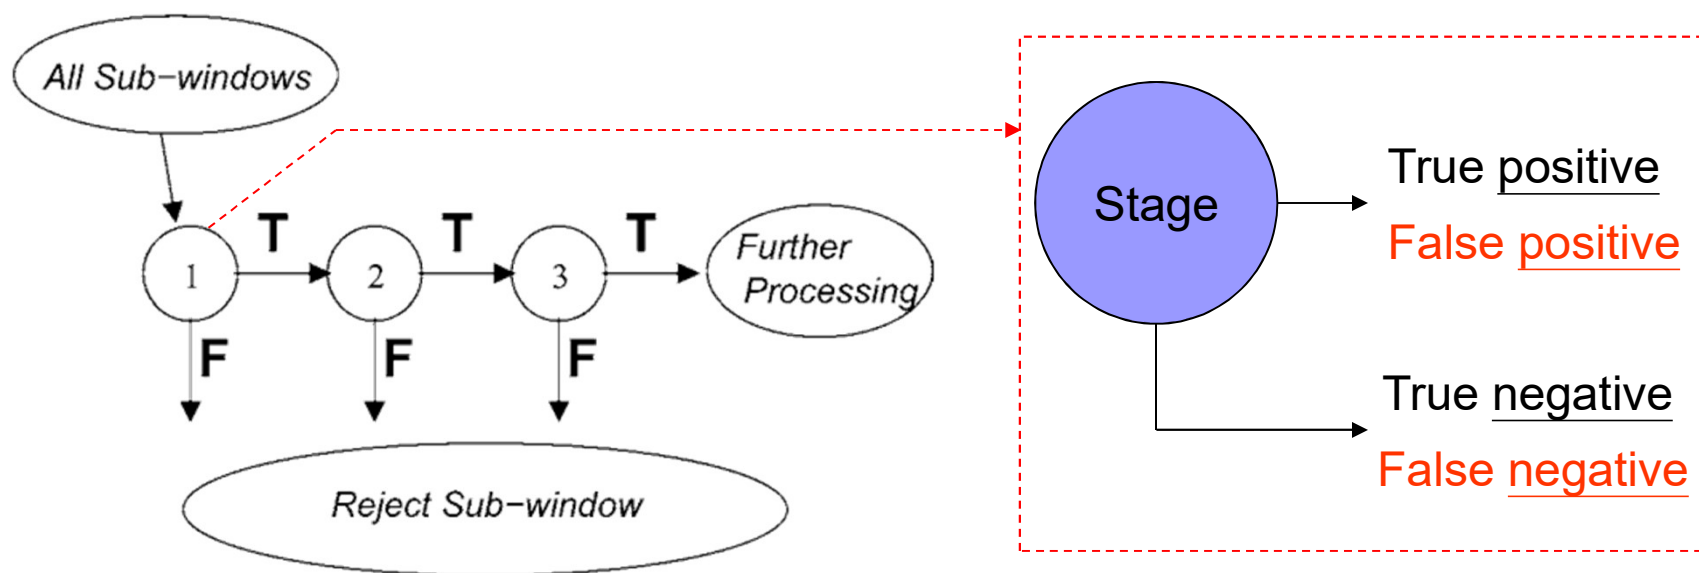 All Sub-windows
1
T
2
T
3
T
Further
Processing
F
F
F
Reject Sub-window
Stage
True positive
False positive
True negative
False negative